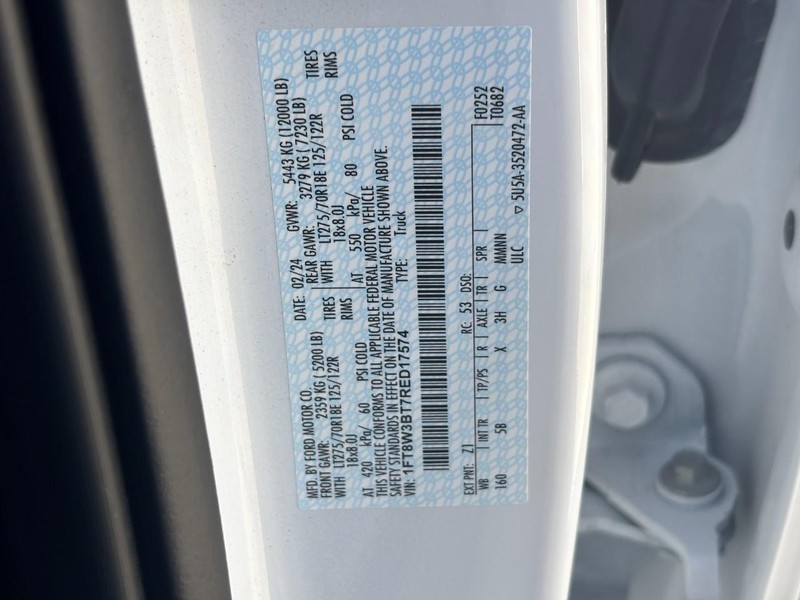 MFD. BY FORD MOTOR CO.
DATE: 02/24 GVWR: 5443 KG (12000 LB)
FRONT GAWR: 2359 KG ( 5200 LB) REAR GAWR: 3279 KG ( 7230 LB)
WITH LT275/70R18E 125/122R TIRES WITH LT275/70R18E 125/122R TIRES
18x8.0J RIMS 18x8.0J RIMS
AT 420 kPa/ 60 PSI COLD AT 550 kPa/ 80 PSI COLD
THIS VEHICLE CONFORMS TO ALL APPLICABLE FEDERAL MOTOR VEHICLE
SAFETY STANDARDS IN EFFECT ON THE DATE OF MANUFACTURE SHOWN ABOVE.
VIN: 1FT8W3BT7RED17574 TYPE: Truck
EXT PNT: Z1 RC: 53 DSO: F0252
WB INT TR TP/PS R AXLE TR SPR T0682
160 5B X 3H G MMNNN
ULC ▽ 5U5A-3520472-AA